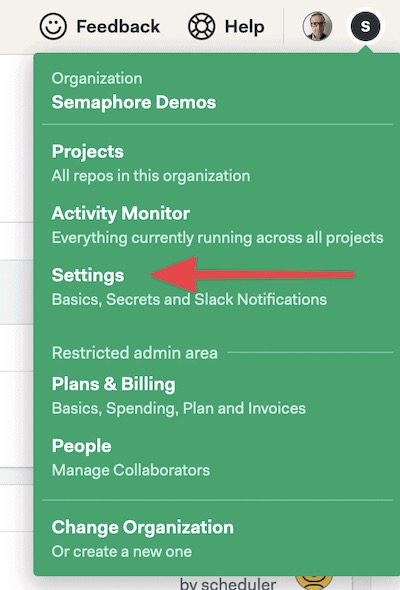 Feedback Help S
Organization
Semaphore Demos
Projects
All repos in this organization
Activity Monitor
Everything currently running across all projects
Settings
Basics, Secrets and Slack Notifications
Restricted admin area
Plans & Billing
Basics, Spending, Plan and Invoices
People
Manage Collaborators
Change Organization
Or create a new one
by scheduler